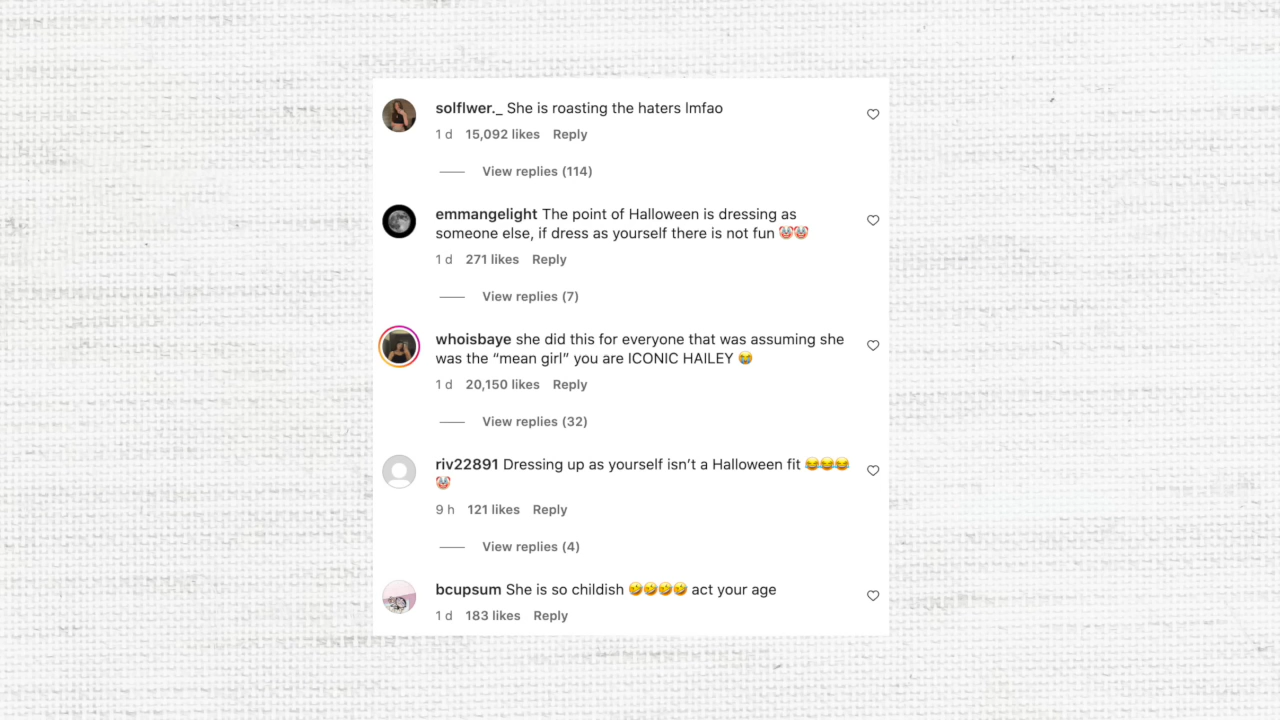 solflwer._ She is roasting the haters lmfao
1 d 15,092 likes Reply
View replies (114)
emmangelight The point of Halloween is dressing as
someone else, if dress as yourself there is not fun 🤡🤡
1 d 271 likes Reply
View replies (7)
whoisbaye she did this for everyone that was assuming she
was the “mean girl” you are ICONIC HAILEY 😭
1 d 20,150 likes Reply
View replies (32)
riv22891 Dressing up as yourself isn’t a Halloween fit 😂😂😂
🤡
9 h 121 likes Reply
View replies (4)
bcupsum She is so childish 🤣🤣🤣🤣 act your age
1 d 183 likes Reply